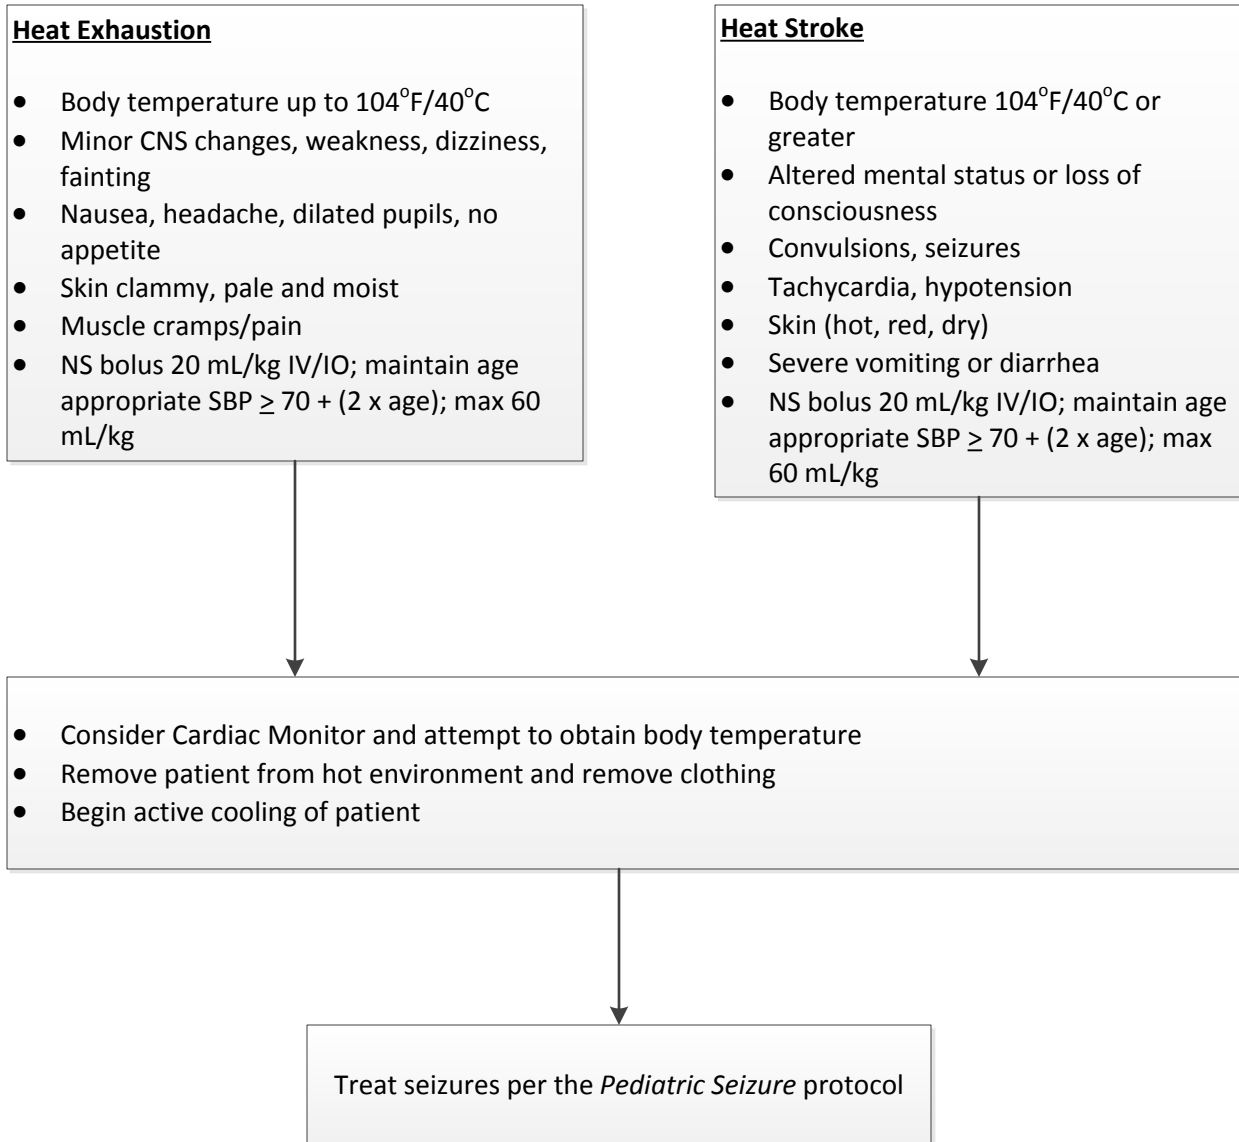 Heat Exhaustion
• Body temperature up to 104°F/40°C
• Minor CNS changes, weakness, dizziness,
fainting
• Nausea, headache, dilated pupils, no
appetite
• Skin clammy, pale and moist
• Muscle cramps/pain
• NS bolus 20 mL/kg IV/IO; maintain age
appropriate SBP ≥ 70 + (2 x age); max 60
mL/kg
Heat Stroke
• Body temperature 104°F/40°C or
greater
• Altered mental status or loss of
consciousness
• Convulsions, seizures
• Tachycardia, hypotension
• Skin (hot, red, dry)
• Severe vomiting or diarrhea
• NS bolus 20 mL/kg IV/IO; maintain age
appropriate SBP ≥ 70 + (2 x age); max
60 mL/kg
• Consider Cardiac Monitor and attempt to obtain body temperature
• Remove patient from hot environment and remove clothing
• Begin active cooling of patient
Treat seizures per the Pediatric Seizure protocol